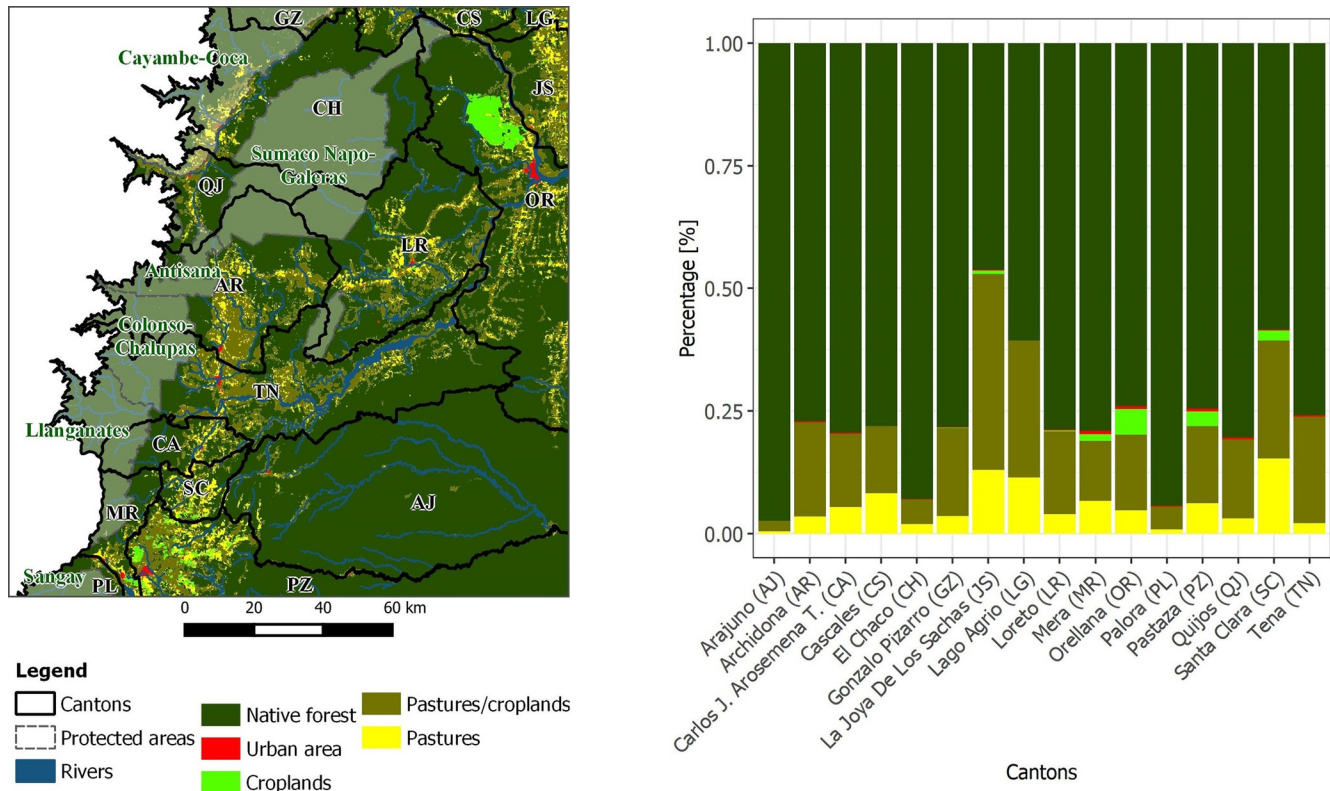 GZ
CS
LG
Cayambe-Coca
JS
CH
Sumaco Napo-
Galeras
QJ
OR
LR
Antisana
AR
Colonso-
Chalupas
TN
Llanganates
CA
SC
AJ
MR
Sangay
PL
PZ
0 20 40 60 km
Legend
Cantons
Protected areas
Rivers
Native forest
Urban area
Croplands
Pastures/croplands
Pastures
Percentage [%]
1.00
0.75
0.50
0.25
0.00
Arajuno (AJ)
Archidona (AR)
Carlos J. Arosemena T. (CA)
Cascales (CS)
El Chaco (CH)
Gonzalo Pizarro (GZ)
La Joya De Los Sachas (JS)
Lago Agrio (LG)
Loreto (LR)
Mera (MR)
Orellana (OR)
Palora (PL)
Pastaza (PZ)
Quijos (QJ)
Santa Clara (SC)
Tena (TN)
Cantons